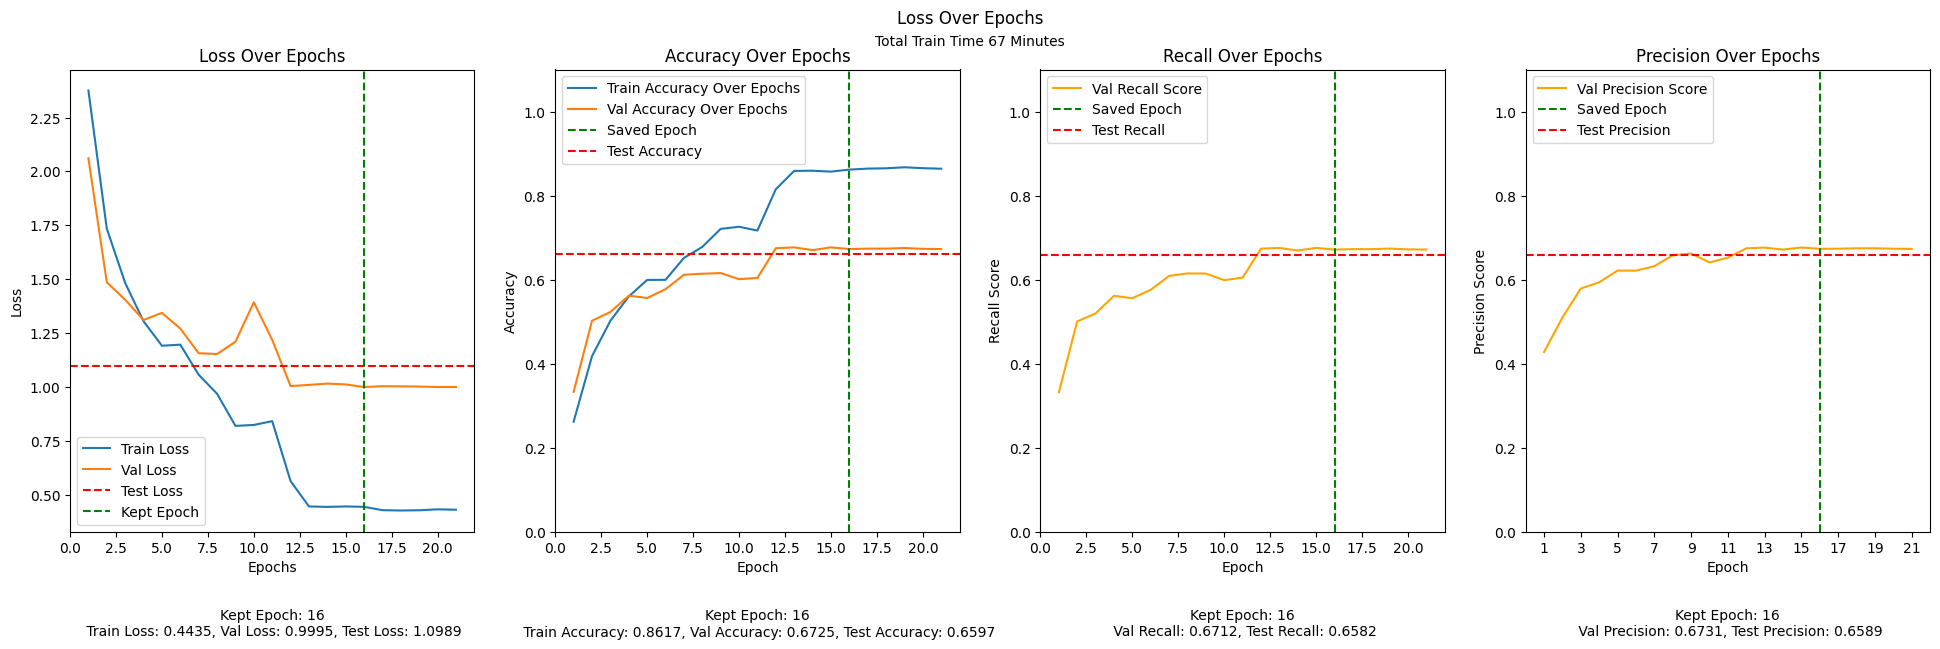 Loss Over Epochs
Total Train Time 67 Minutes
Loss Over Epochs
Loss
2.25
2.00
1.75
1.50
1.25
1.00
0.75
0.50
Train Loss
Val Loss
Test Loss
Kept Epoch
0.0 2.5 5.0 7.5 10.0 12.5 15.0 17.5 20.0
Epochs
Kept Epoch: 16
Train Loss: 0.4435, Val Loss: 0.9995, Test Loss: 1.0989
Accuracy Over Epochs
Train Accuracy Over Epochs
Val Accuracy Over Epochs
Saved Epoch
Test Accuracy
Accuracy
1.0
0.8
0.6
0.4
0.2
0.0
0.0 2.5 5.0 7.5 10.0 12.5 15.0 17.5 20.0
Epoch
Kept Epoch: 16
Train Accuracy: 0.8617, Val Accuracy: 0.6725, Test Accuracy: 0.6597
Recall Over Epochs
Val Recall Score
Saved Epoch
Test Recall
Recall Score
1.0
0.8
0.6
0.4
0.2
0.0
0.0 2.5 5.0 7.5 10.0 12.5 15.0 17.5 20.0
Epoch
Kept Epoch: 16
Val Recall: 0.6712, Test Recall: 0.6582
Precision Over Epochs
Val Precision Score
Saved Epoch
Test Precision
Precision Score
1.0
0.8
0.6
0.4
0.2
0.0
1 3 5 7 9 11 13 15 17 19 21
Epoch
Kept Epoch: 16
Val Precision: 0.6731, Test Precision: 0.6589